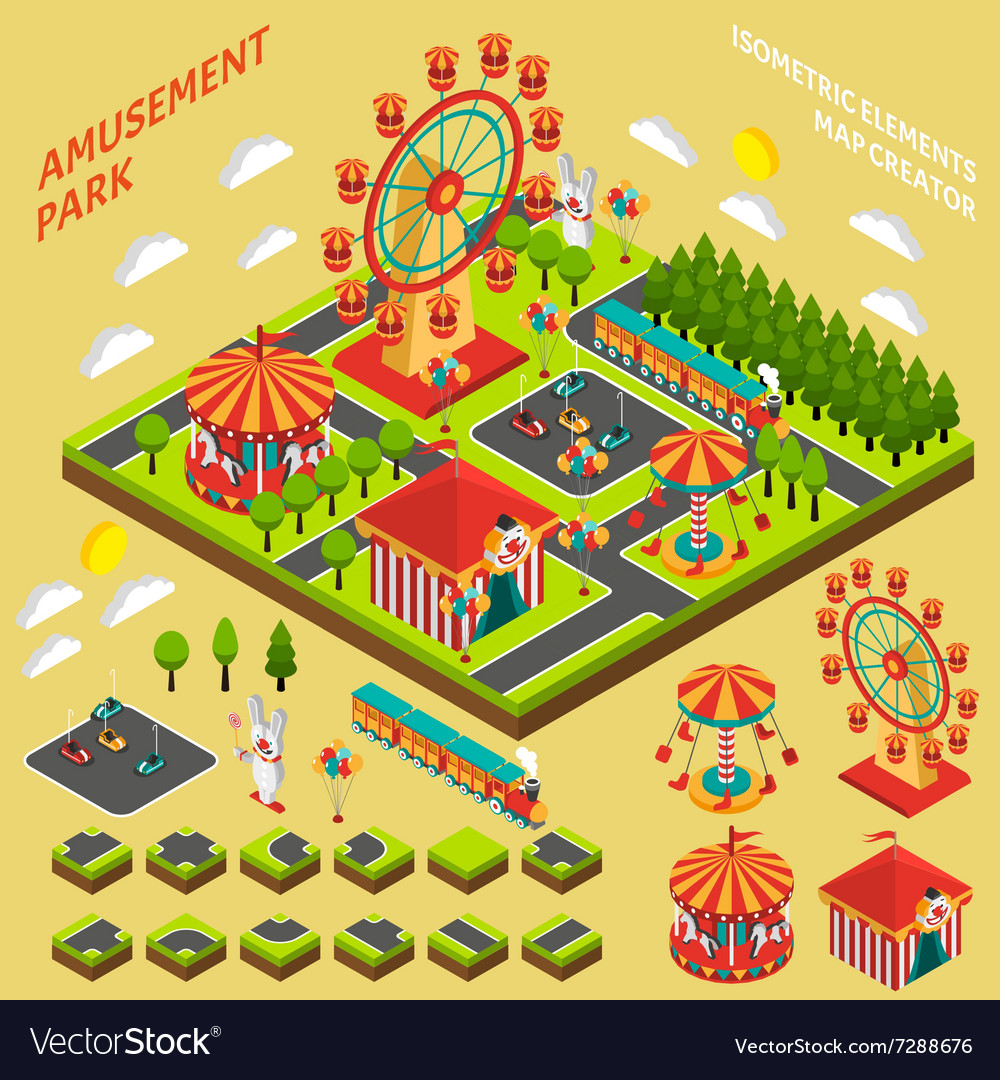 AMUSEMENT
PARK
ISOMETRIC ELEMENTS
MAP CREATOR
VectorStock®
VectorStock.com/7288676